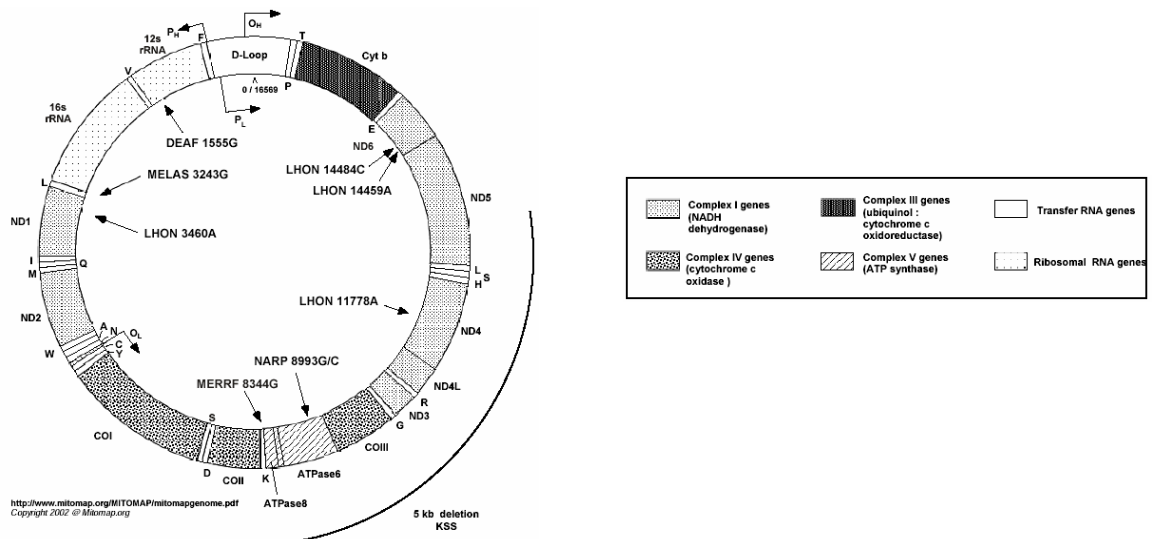 O_H
P_H
12s
rRNA
F
T
D-Loop
Cyt b
V
P
0 / 16569
16s
rRNA
P_L
E
DEAF 1555G
ND6
LHON 14484C
MELAS 3243G
LHON 14459A
L
ND5
ND1
LHON 3460A
I
Q
M
L
S
H
LHON 11778A
ND2
ND4
A
N
O_L
W
C
Y
NARP 8993G/C
MERRF 8344G
ND4L
R
ND3
G
S
COI
COIII
D
COII
K
ATPase6
ATPase8
http://www.mitomap.org/MITOMAP/mitomapgenome.pdf
Copyright 2002 @ Mitomap.org
5 kb deletion
KSS
Complex I genes
(NADH
dehydrogenase)
Complex III genes
(ubiquinol :
cytochrome c
oxidoreductase)
Transfer RNA genes
Complex IV genes
(cytochrome c
oxidase )
Complex V genes
(ATP synthase)
Ribosomal RNA genes